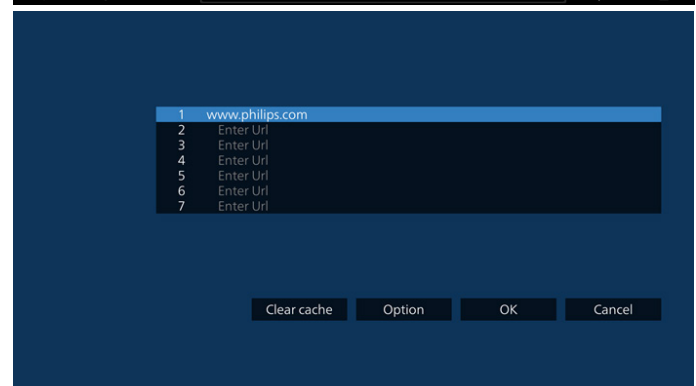 1 www.philips.com
2 Enter Url
3 Enter Url
4 Enter Url
5 Enter Url
6 Enter Url
7 Enter Url
Clear cache Option OK Cancel